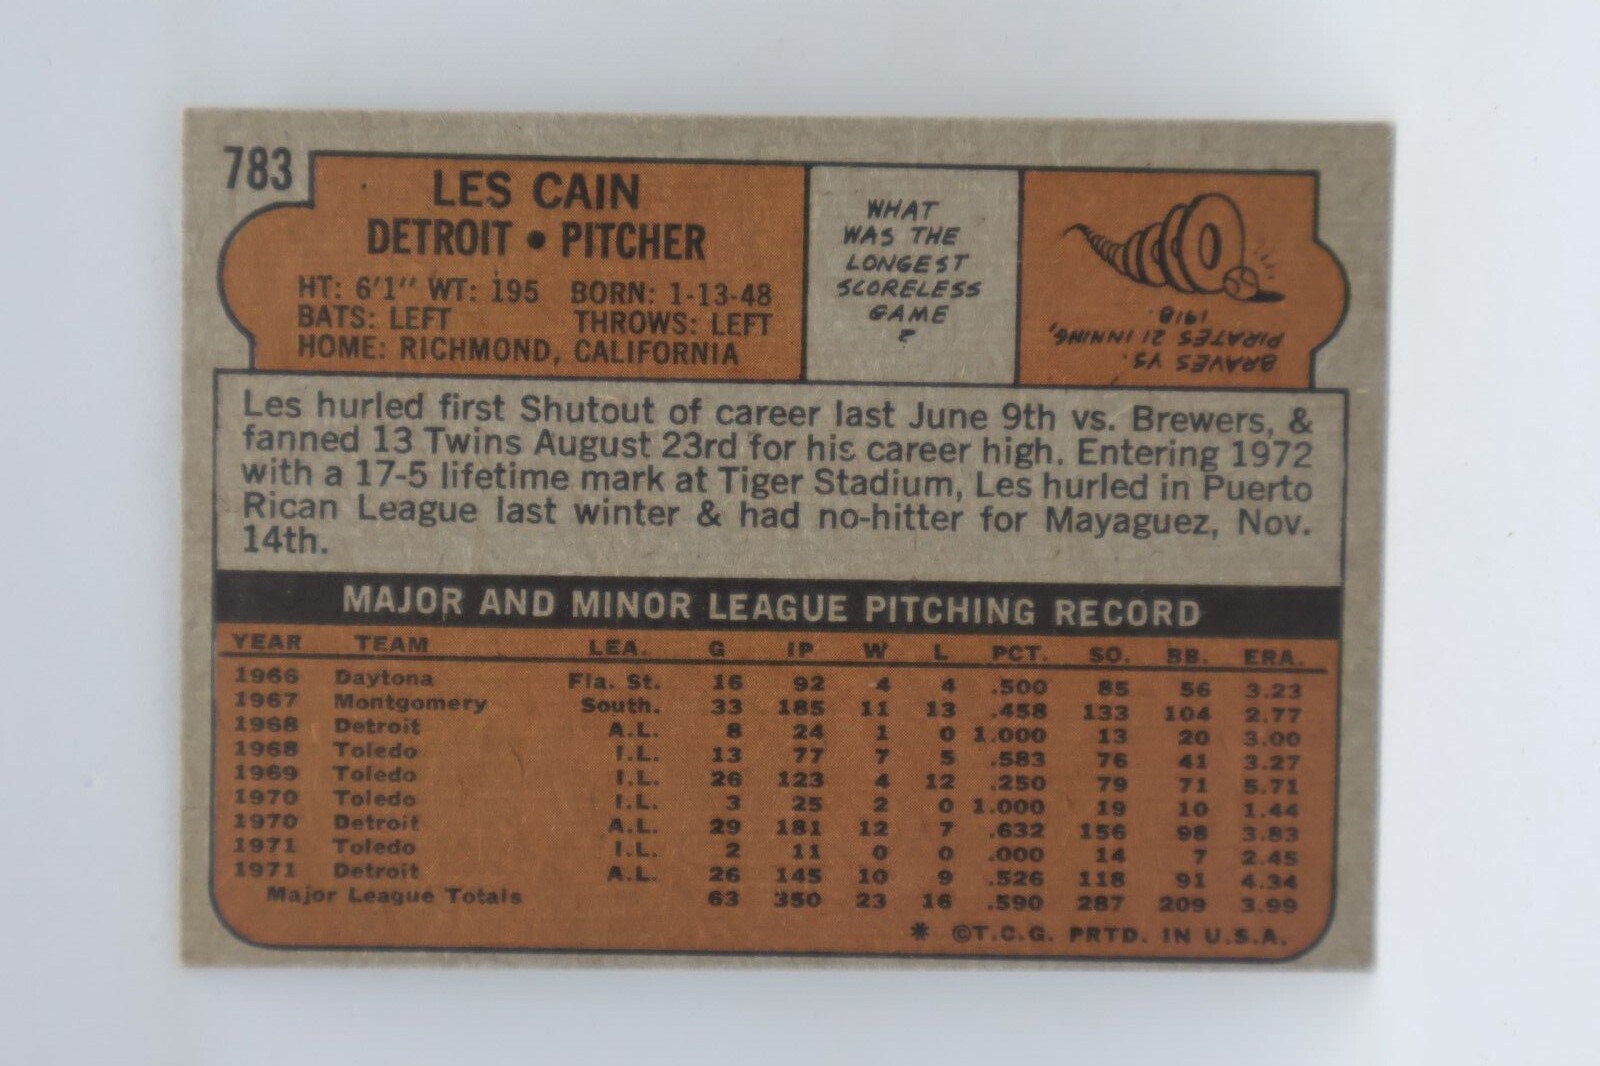 783
LES CAIN
DETROIT • PITCHER
HT: 6'1" WT: 195 BORN: 1-13-48
BATS: LEFT THROWS: LEFT
HOME: RICHMOND, CALIFORNIA
WHAT
WAS THE
LONGEST
SCORELESS
GAME
?
BRAVES VS.
PIRATES 21 INNING,
1918.
Les hurled first Shutout of career last June 9th vs. Brewers, &
fanned 13 Twins August 23rd for his career high. Entering 1972
with a 17-5 lifetime mark at Tiger Stadium, Les hurled in Puerto
Rican League last winter & had no-hitter for Mayaguez, Nov.
14th.
MAJOR AND MINOR LEAGUE PITCHING RECORD
YEAR TEAM LEA. G IP W L PCT. SO. BB. ERA.
1966 Daytona Fla. St. 16 92 4 4 .500 85 56 3.23
1967 Montgomery South. 33 185 11 13 .458 133 104 2.77
1968 Detroit A.L. 8 24 1 0 1.000 13 20 3.00
1968 Toledo I.L. 13 77 7 5 .583 76 41 3.27
1969 Toledo I.L. 26 123 4 12 .250 79 71 5.71
1970 Toledo I.L. 3 25 2 0 1.000 19 10 1.44
1970 Detroit A.L. 29 181 12 7 .632 156 98 3.83
1971 Toledo I.L. 2 11 0 0 .000 14 7 2.45
1971 Detroit A.L. 26 145 10 9 .526 118 91 4.34
Major League Totals 63 350 23 16 .590 287 209 3.99
* ©T.C.G. PRTD. IN U.S.A.